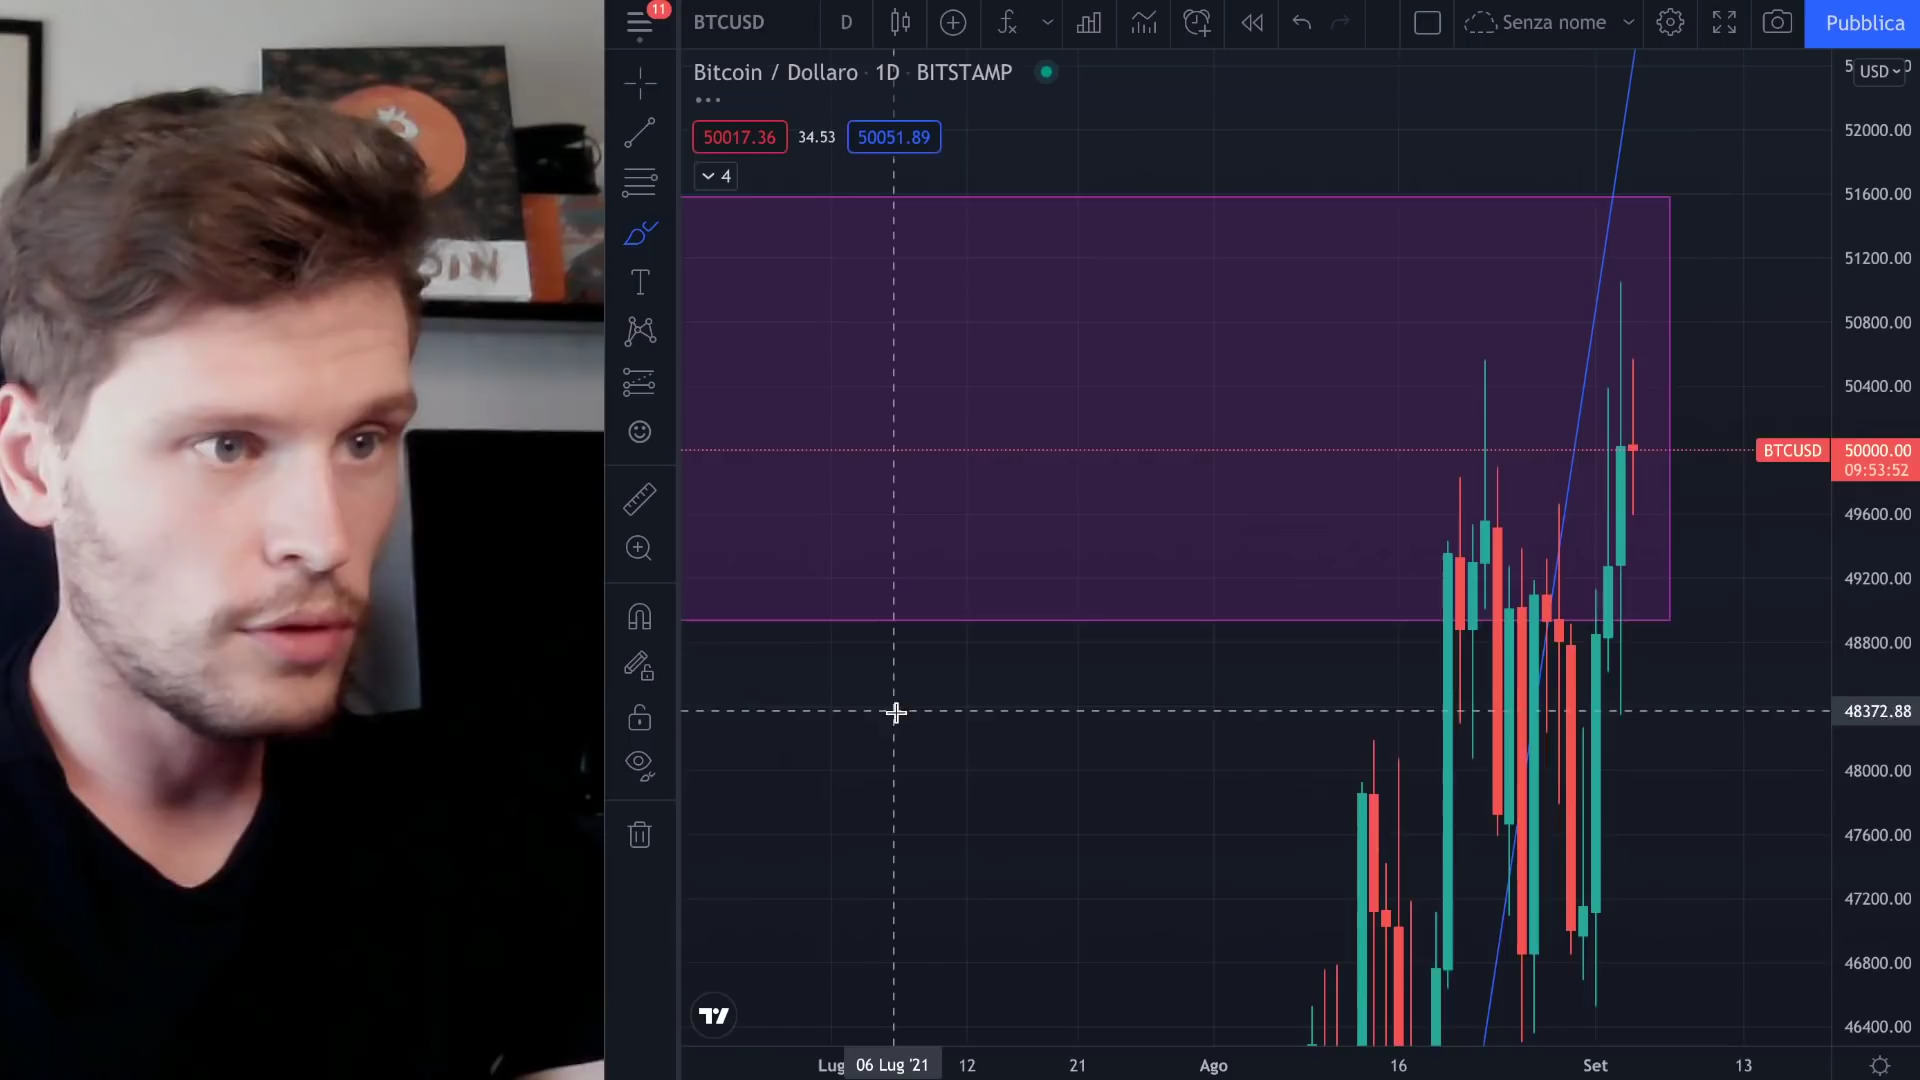 11
BTCUSD D Senza nome Pubblica
Bitcoin / Dollaro · 1D · BITSTAMP
USD
50017.36 34.53 50051.89
4
52000.00
51600.00
51200.00
50800.00
50400.00
BTCUSD 50000.00
09:53:52
49600.00
49200.00
48800.00
48372.88
48000.00
47600.00
47200.00
46800.00
46400.00
Lug 06 Lug '21 12 21 Ago 16 Set 13